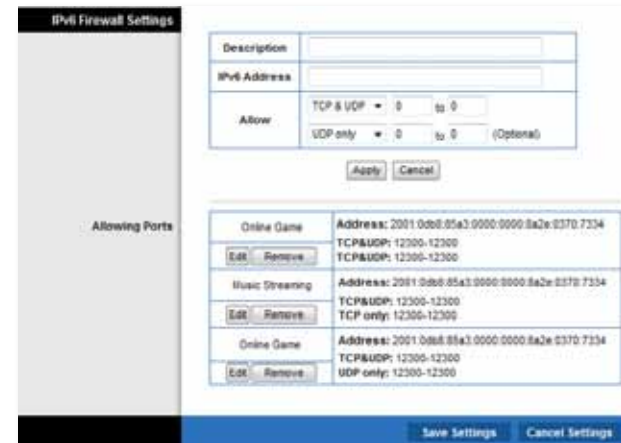 IPv6 Firewall Settings
Description
IPv6 Address
Allow
TCP & UDP 0 to 0
UDP only 0 to 0 (Optional)
Apply Cancel
Allowing Ports
Online Game
Address: 2001:0db8:85a3:0000:0000:8a2e:0370:7334
TCP&UDP: 12300-12300
Edit Remove
TCP&UDP: 12300-12300
Music Streaming
Address: 2001:0db8:85a3:0000:0000:8a2e:0370:7334
TCP&UDP: 12300-12300
Edit Remove
TCP only: 12300-12300
Online Game
Address: 2001:0db8:85a3:0000:0000:8a2e:0370:7334
TCP&UDP: 12300-12300
Edit Remove
UDP only: 12300-12300
Save Settings Cancel Settings